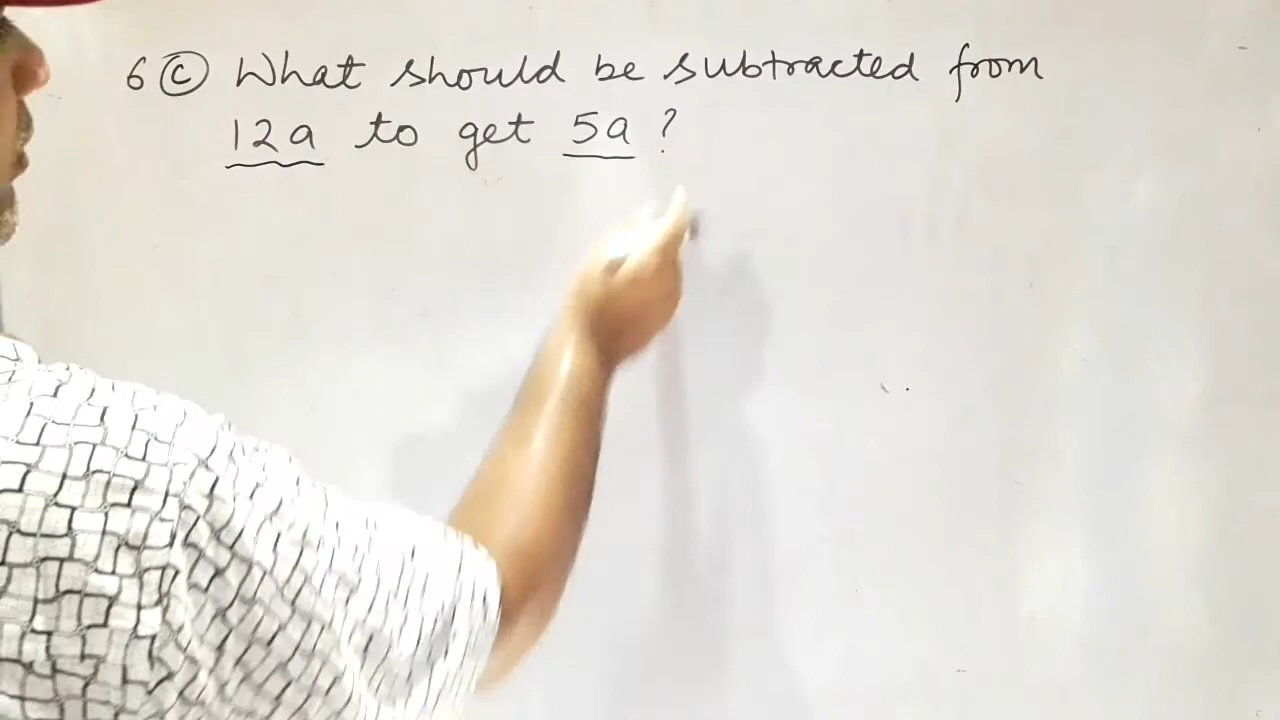 6 ⓒ What should be subtracted from
12a to get 5a ?